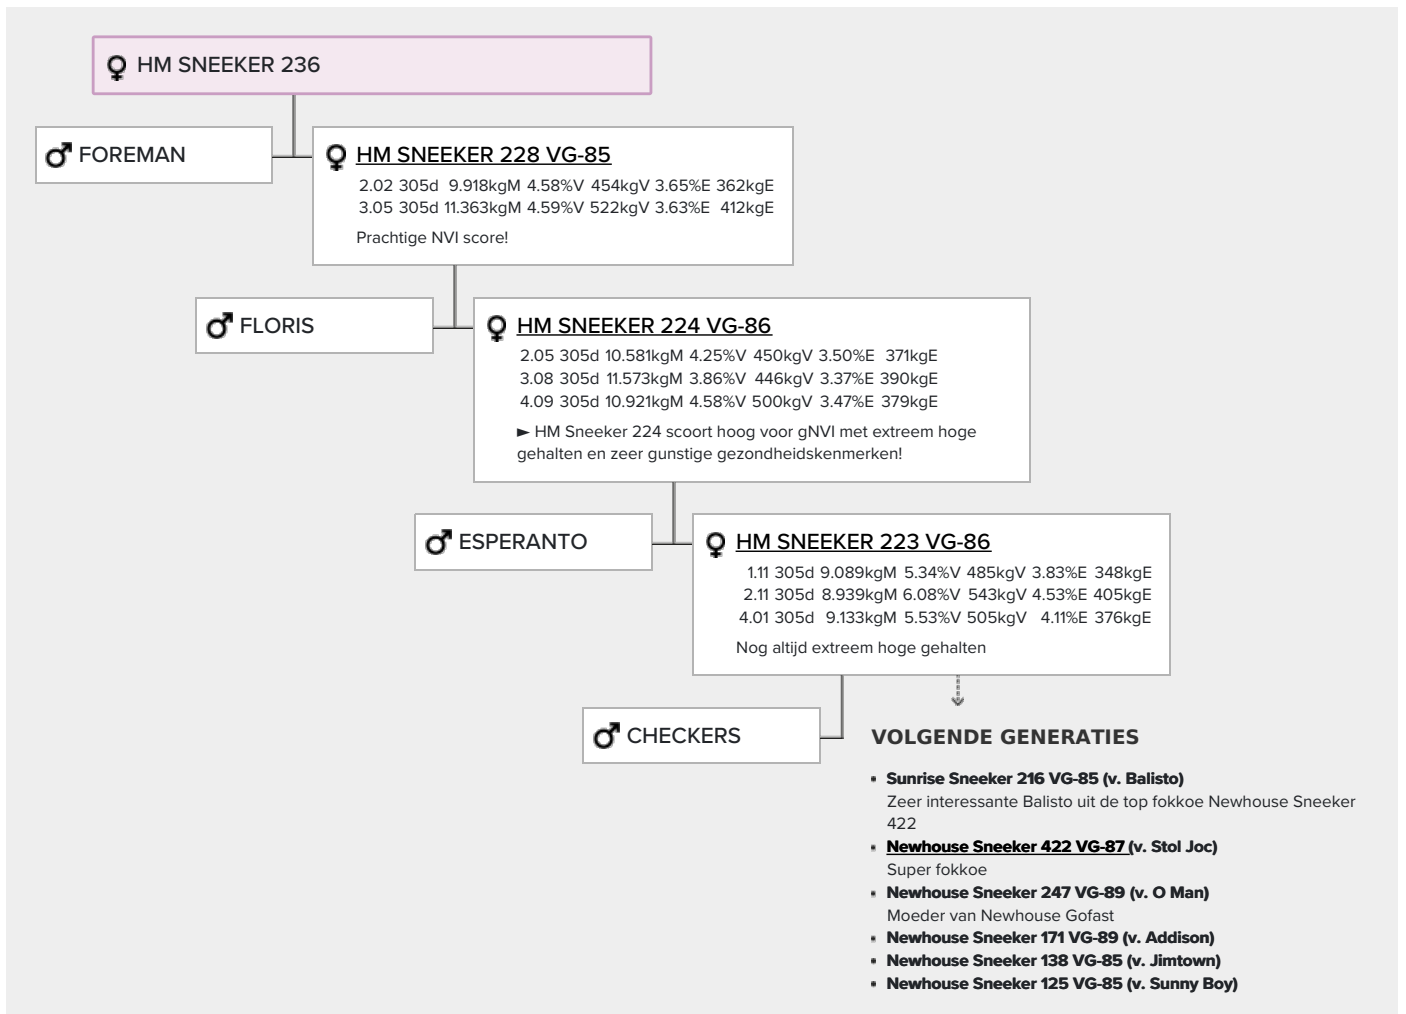 HM SNEEKER 236
FOREMAN
HM SNEEKER 228 VG-85
2.02 305d 9.918kgM 4.58%V 454kgV 3.65%E 362kgE
3.05 305d 11.363kgM 4.59%V 522kgV 3.63%E 412kgE
Prachtige NVI score!
FLORIS
HM SNEEKER 224 VG-86
2.05 305d 10.581kgM 4.25%V 450kgV 3.50%E 371kgE
3.08 305d 11.573kgM 3.86%V 446kgV 3.37%E 390kgE
4.09 305d 10.921kgM 4.58%V 500kgV 3.47%E 379kgE
► HM Sneeker 224 scoort hoog voor gNVI met extreem hoge
gehalten en zeer gunstige gezondheidskenmerken!
ESPERANTO
HM SNEEKER 223 VG-86
1.11 305d 9.089kgM 5.34%V 485kgV 3.83%E 348kgE
2.11 305d 8.939kgM 6.08%V 543kgV 4.53%E 405kgE
4.01 305d 9.133kgM 5.53%V 505kgV 4.11%E 376kgE
Nog altijd extreem hoge gehalten
CHECKERS
VOLGENDE GENERATIES
▪ Sunrise Sneeker 216 VG-85 (v. Balisto)
Zeer interessante Balisto uit de top fokkoe Newhouse Sneeker
422
▪ Newhouse Sneeker 422 VG-87 (v. Stol Joc)
Super fokkoe
▪ Newhouse Sneeker 247 VG-89 (v. O Man)
Moeder van Newhouse Gofast
▪ Newhouse Sneeker 171 VG-89 (v. Addison)
▪ Newhouse Sneeker 138 VG-85 (v. Jimtown)
▪ Newhouse Sneeker 125 VG-85 (v. Sunny Boy)